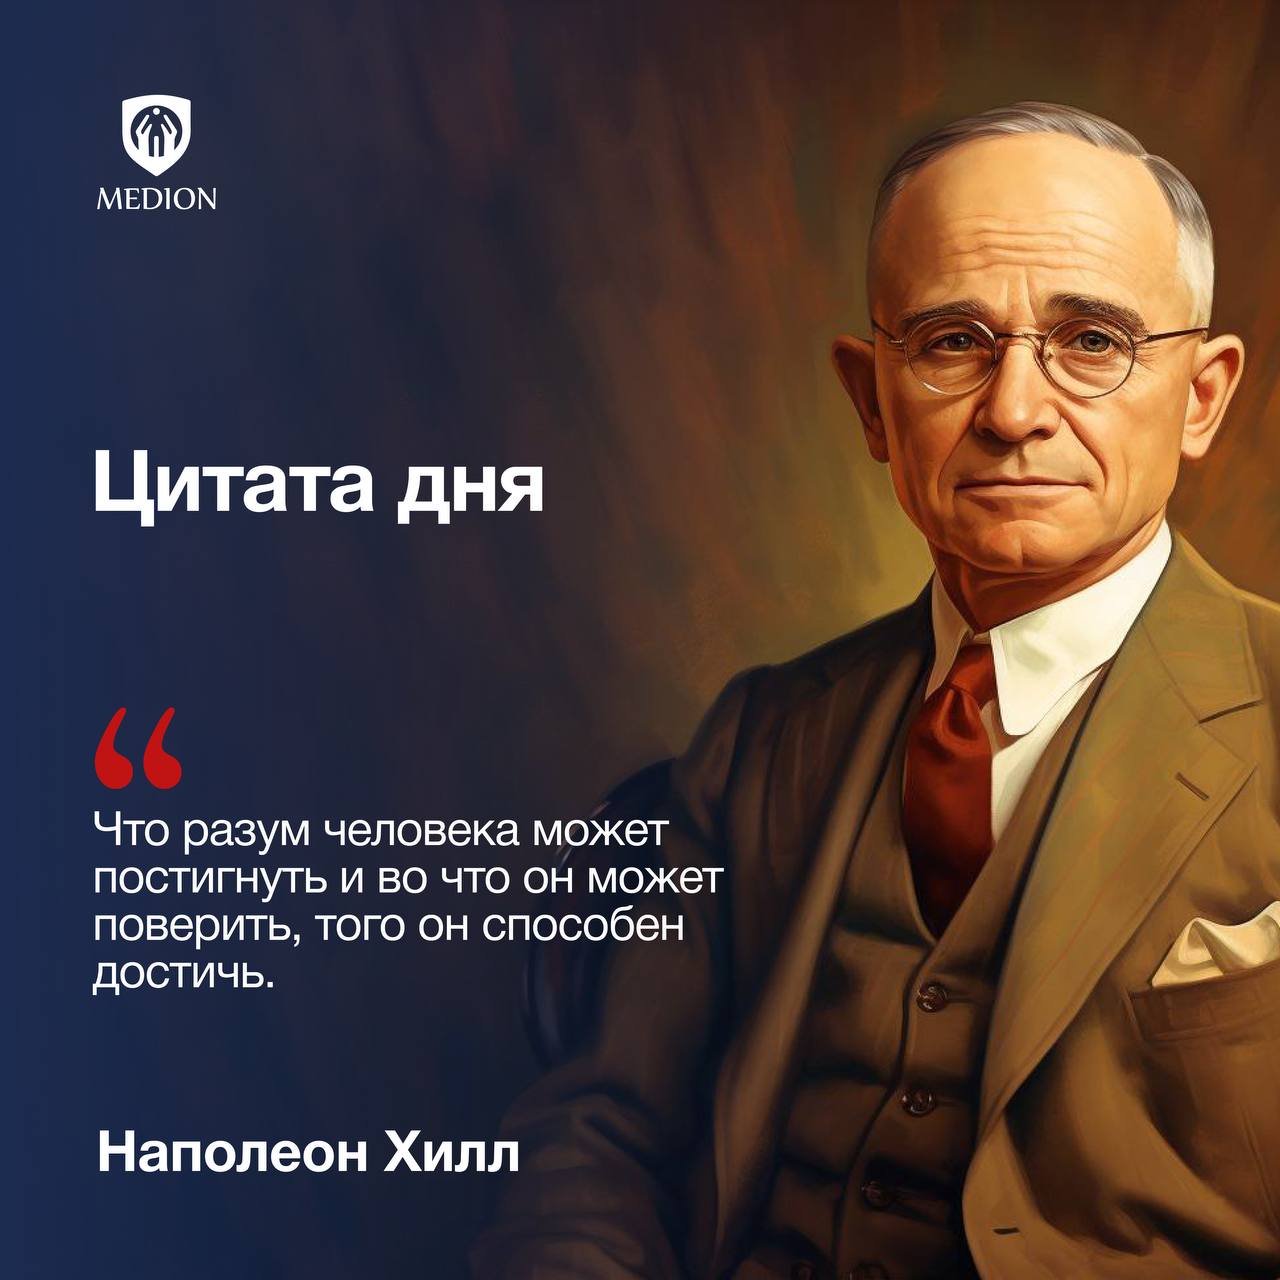 MEDION
Цитата дня
“
Что разум человека может
постигнуть и во что он может
поверить, того он способен
достичь.
Наполеон Хилл